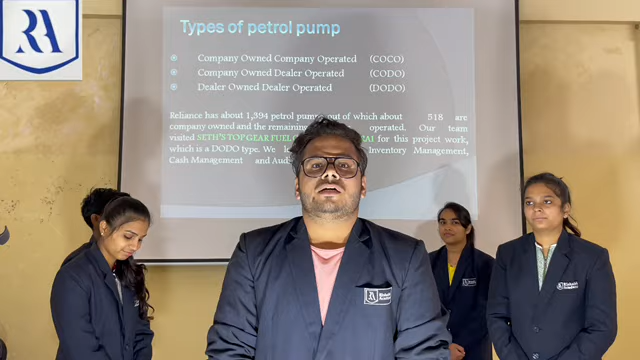 RA
Types of petrol pump
Company Owned Company Operated (COCO)
Company Owned Dealer Operated (CODO)
Dealer Owned Dealer Operated (DODO)
Reliance has about 1,394 petrol pumps out of which about 518 are
company owned and the remaining operated. Our team
visited SETH'S TOP GEAR FUEL for this project work,
which is a DODO type. We Inventory Management,
Cash Management and